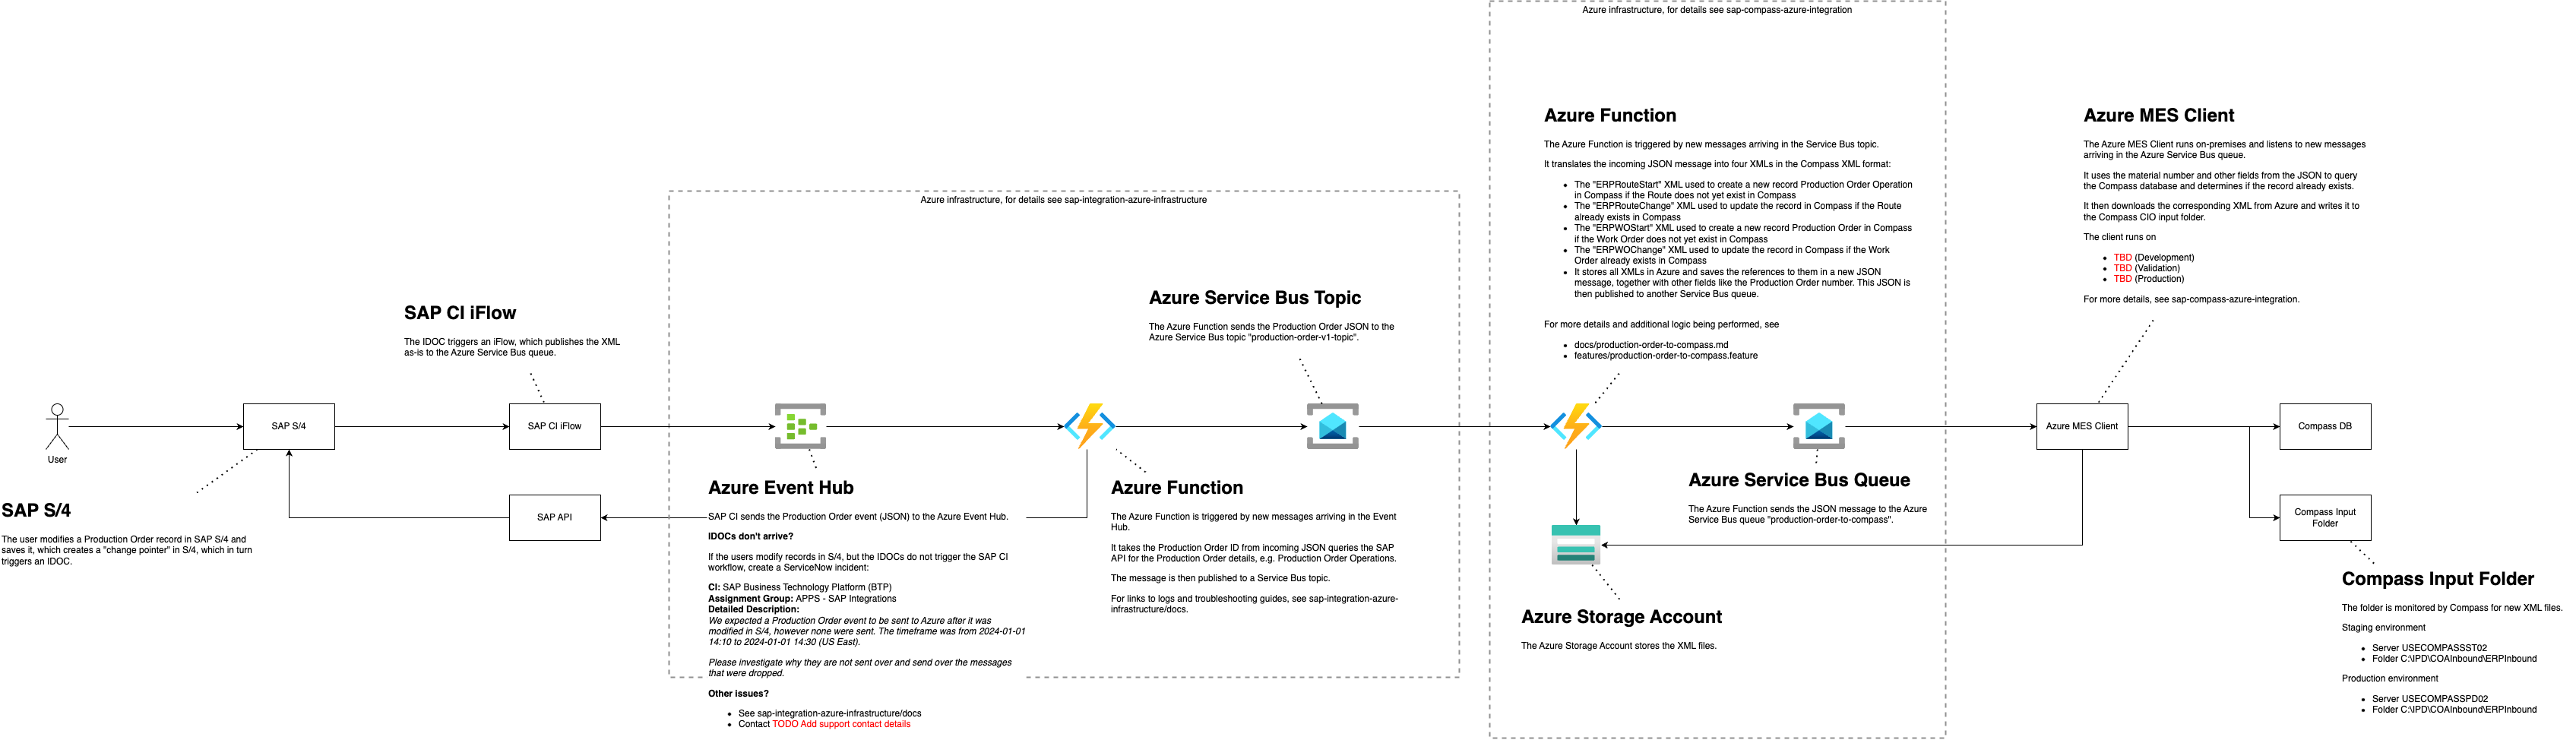 Azure infrastructure, for details see sap-compass-azure-integration
Azure Function
The Azure Function is triggered by new messages arriving in the Service Bus topic.
It translates the incoming JSON message into four XMLs in the Compass XML format:
• The "ERPRouteStart" XML used to create a new record Production Order Operation
in Compass if the Route does not yet exist in Compass
• The "ERPRouteChange" XML used to update the record in Compass if the Route
already exists in Compass
• The "ERPWOStart" XML used to create a new record Production Order in Compass
if the Work Order does not yet exist in Compass
• The "ERPWOChange" XML used to update the record in Compass if the Work
Order already exists in Compass
• It stores all XMLs in Azure and saves the references to them in a new JSON
message, together with other fields like the Production Order number. This JSON is
then published to another Service Bus queue.
For more details and additional logic being performed, see
• docs/production-order-to-compass.md
• features/production-order-to-compass.feature
Azure MES Client
The Azure MES Client runs on-premises and listens to new messages
arriving in the Azure Service Bus queue.
It uses the material number and other fields from the JSON to query
the Compass database and determines if the record already exists.
It then downloads the corresponding XML from Azure and writes it to
the Compass CIO input folder.
The client runs on
• TBD (Development)
• TBD (Validation)
• TBD (Production)
For more details, see sap-compass-azure-integration.
Azure infrastructure, for details see sap-integration-azure-infrastructure
Azure Service Bus Topic
The Azure Function sends the Production Order JSON to the
Azure Service Bus topic "production-order-v1-topic".
SAP CI iFlow
The IDOC triggers an iFlow, which publishes the XML
as-is to the Azure Service Bus queue.
User
SAP S/4
SAP CI iFlow
Azure MES Client
Compass DB
SAP API
Compass Input
Folder
SAP S/4
The user modifies a Production Order record in SAP S/4 and
saves it, which creates a "change pointer" in S/4, which in turn
triggers an IDOC.
Azure Event Hub
SAP CI sends the Production Order event (JSON) to the Azure Event Hub.
IDOCs don't arrive?
If the users modify records in S/4, but the IDOCs do not trigger the SAP CI
workflow, create a ServiceNow incident:
CI: SAP Business Technology Platform (BTP)
Assignment Group: APPS - SAP Integrations
Detailed Description:
We expected a Production Order event to be sent to Azure after it was
modified in S/4, however none were sent. The timeframe was from 2024-01-01
14:10 to 2024-01-01 14:30 (US East).
Please investigate why they are not sent over and send over the messages
that were dropped.
Other issues?
• See sap-integration-azure-infrastructure/docs
• Contact TODO Add support contact details
Azure Function
The Azure Function is triggered by new messages arriving in the Event
Hub.
It takes the Production Order ID from incoming JSON queries the SAP
API for the Production Order details, e.g. Production Order Operations.
The message is then published to a Service Bus topic.
For links to logs and troubleshooting guides, see sap-integration-azure-
infrastructure/docs.
Azure Service Bus Queue
The Azure Function sends the JSON message to the Azure
Service Bus queue "production-order-to-compass".
Azure Storage Account
The Azure Storage Account stores the XML files.
Compass Input Folder
The folder is monitored by Compass for new XML files.
Staging environment
• Server USECOMPASSST02
• Folder C:\IPD\COAInbound\ERPInbound
Production environment
• Server USECOMPASSPD02
• Folder C:\IPD\COAInbound\ERPInbound